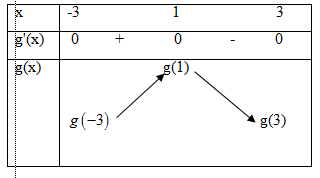 x -3 1 3
g'(x) 0 + 0 - 0
g(x) g(1)
g(-3) g(3)